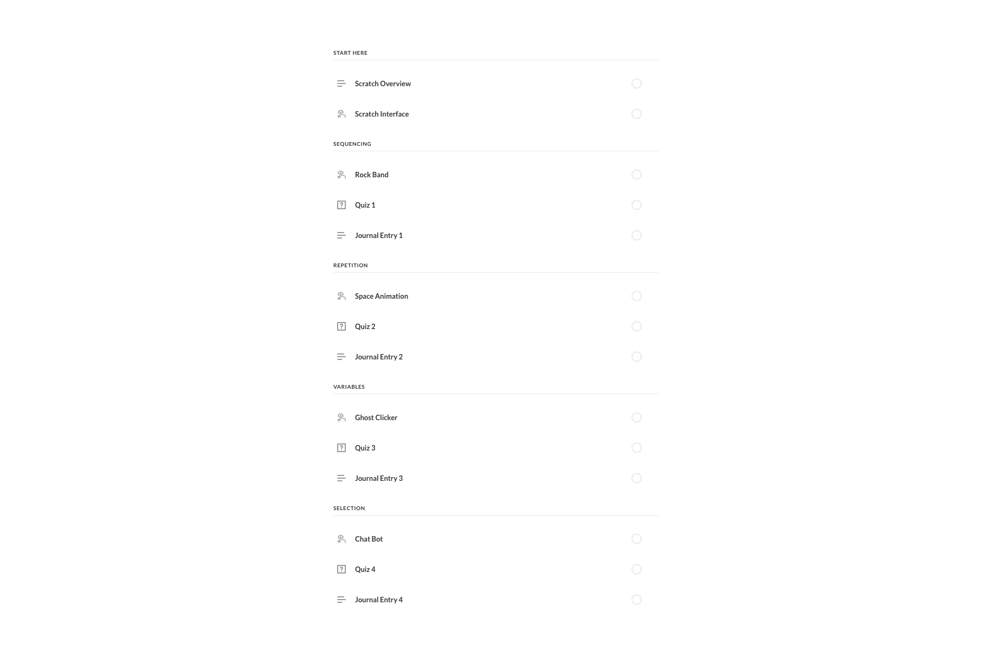 START HERE
Scratch Overview
Scratch Interface
SEQUENCING
Rock Band
Quiz 1
Journal Entry 1
REPETITION
Space Animation
Quiz 2
Journal Entry 2
VARIABLES
Ghost Clicker
Quiz 3
Journal Entry 3
SELECTION
Chat Bot
Quiz 4
Journal Entry 4